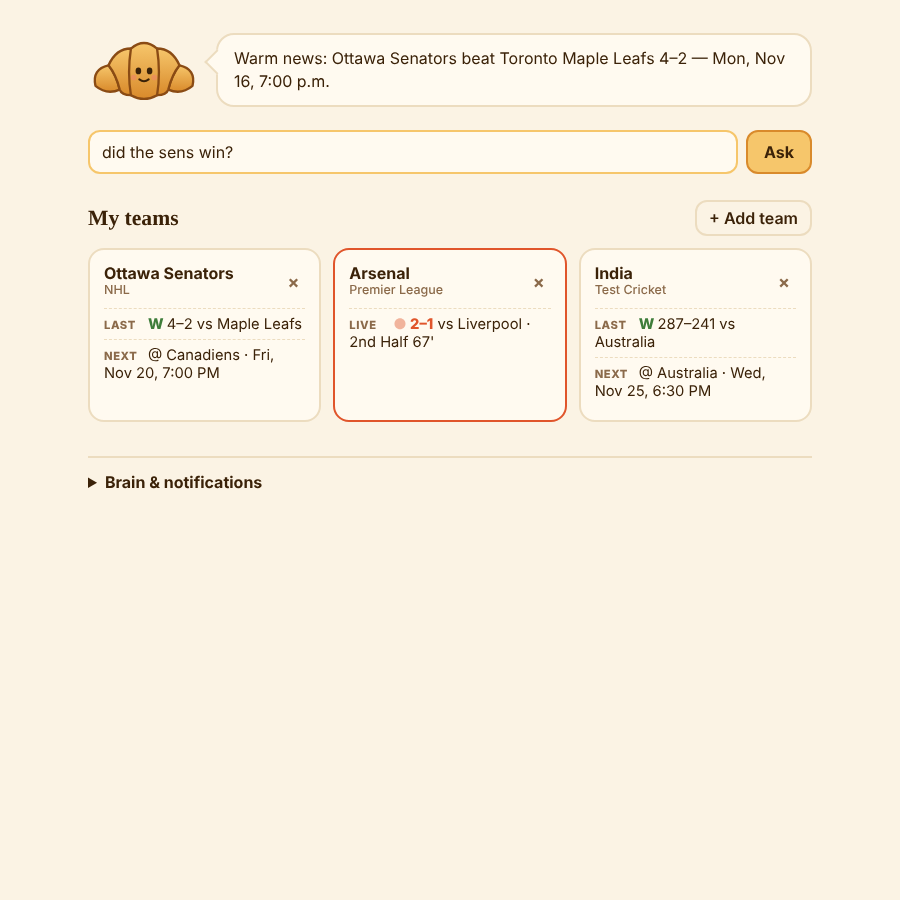 Warm news: Ottawa Senators beat Toronto Maple Leafs 4–2 — Mon, Nov
16, 7:00 p.m.
did the sens win?
Ask
My teams
+ Add team
Ottawa Senators
NHL
×
LAST W 4–2 vs Maple Leafs
NEXT @ Canadiens · Fri,
Nov 20, 7:00 PM
Arsenal
Premier League
×
LIVE 2–1 vs Liverpool ·
2nd Half 67'
India
Test Cricket
×
LAST W 287–241 vs
Australia
NEXT @ Australia · Wed,
Nov 25, 6:30 PM
Brain & notifications